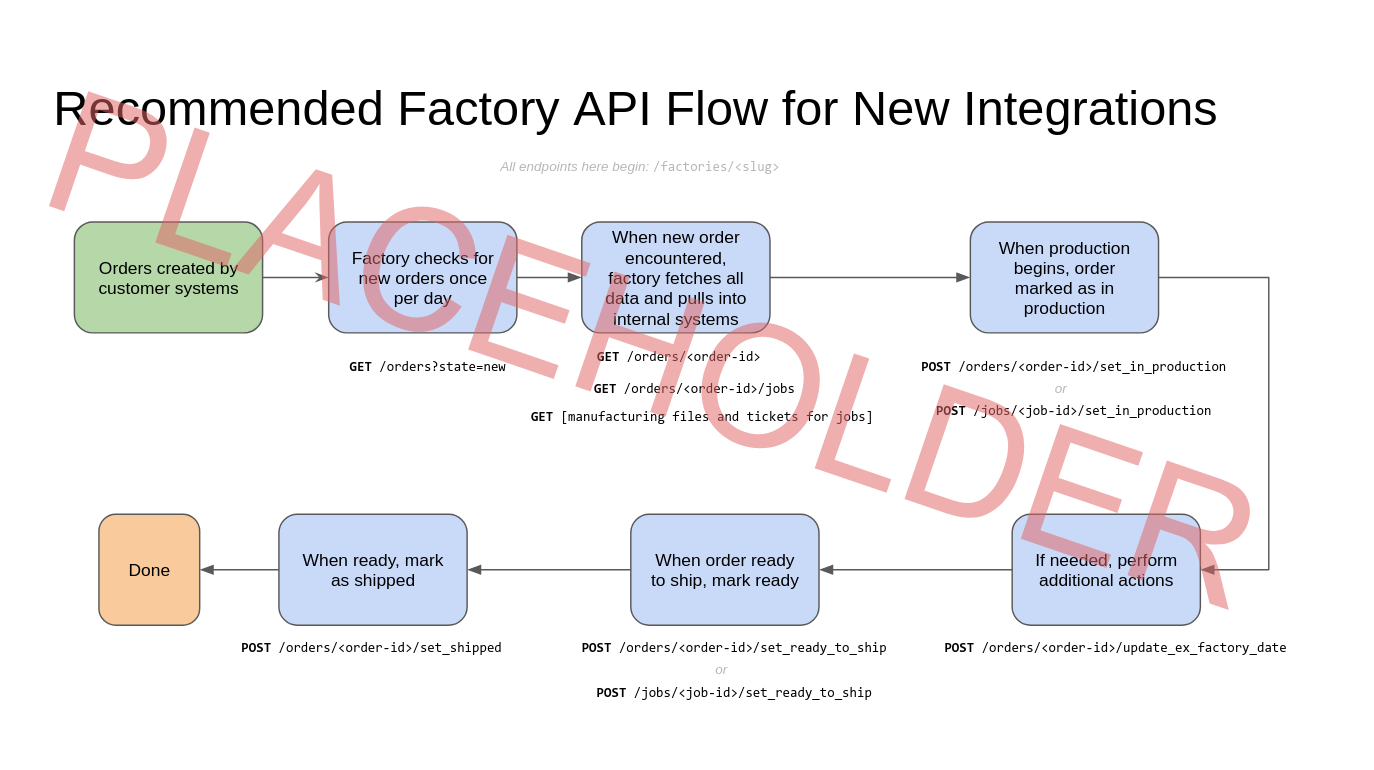 Recommended Factory API Flow for New Integrations
All endpoints here begin: /factories/<slug>
PLACEHOLDER
Orders created by
customer systems
Factory checks for
new orders once
per day
GET /orders?state=new
When new order
encountered,
factory fetches all
data and pulls into
internal systems
GET /orders/<order-id>
GET /orders/<order-id>/jobs
GET [manufacturing files and tickets for jobs]
When production
begins, order
marked as in
production
POST /orders/<order-id>/set_in_production
or
POST /jobs/<job-id>/set_in_production
If needed, perform
additional actions
POST /orders/<order-id>/update_ex_factory_date
When order ready
to ship, mark ready
POST /orders/<order-id>/set_ready_to_ship
or
POST /jobs/<job-id>/set_ready_to_ship
When ready, mark
as shipped
POST /orders/<order-id>/set_shipped
Done